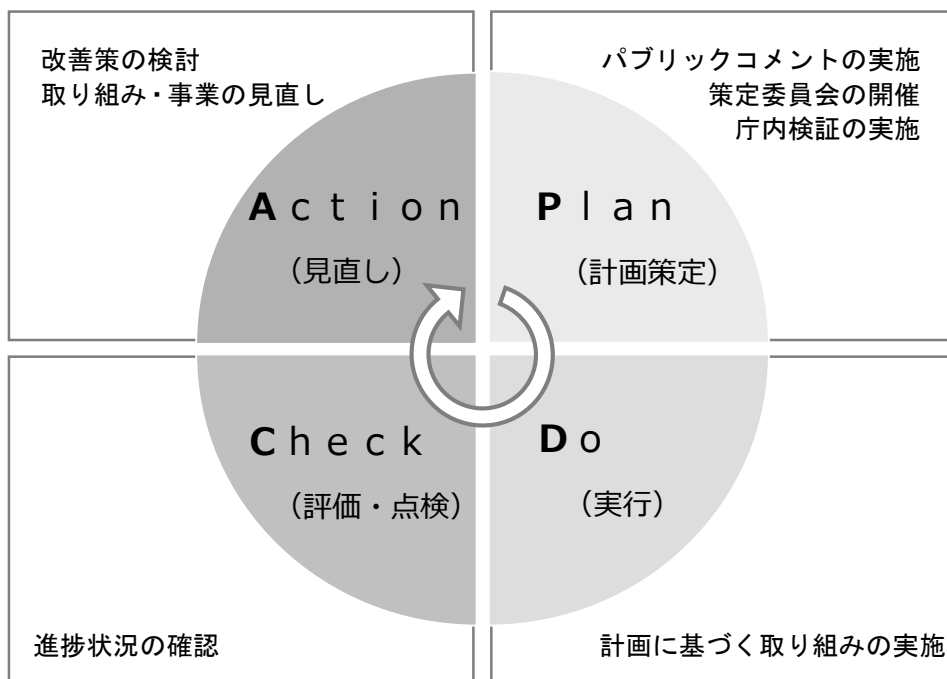 改善策の検討
取り組み・事業の見直し
パブリックコメントの実施
策定委員会の開催
庁内検証の実施
Action
(見直し)
Plan
(計画策定)
Check
(評価・点検)
Do
(実行)
進捗状況の確認
計画に基づく取り組みの実施